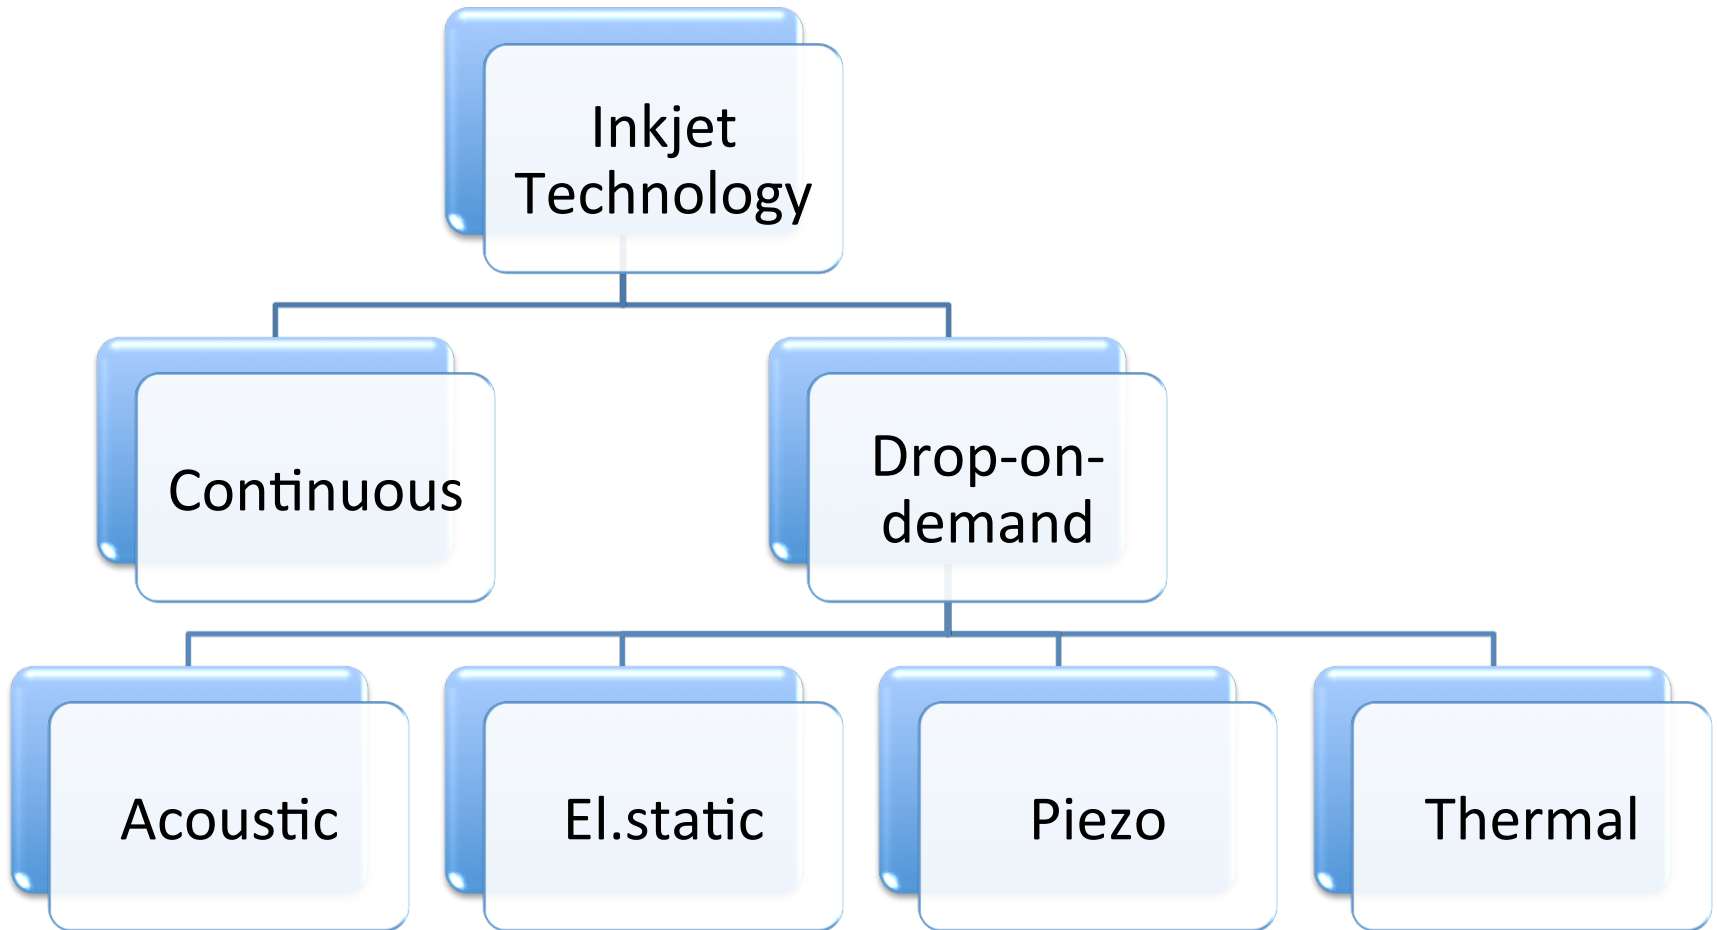 Inkjet
Technology
Continuous
Drop-on-
demand
Acoustic
El.static
Piezo
Thermal